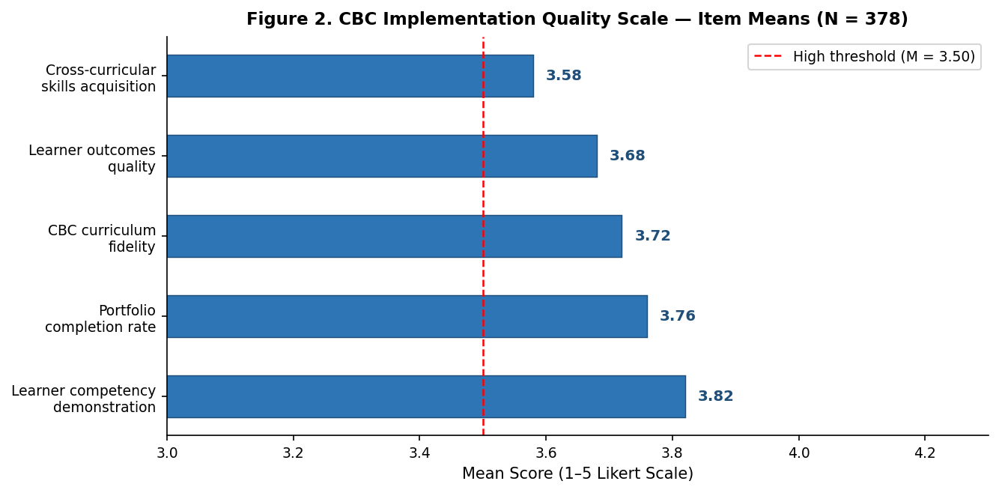 Figure 2. CBC Implementation Quality Scale — Item Means (N = 378)
High threshold (M = 3.50)
Cross-curricular
skills acquisition
3.58
Learner outcomes
quality
3.68
CBC curriculum
fidelity
3.72
Portfolio
completion rate
3.76
Learner competency
demonstration
3.82
3.0 3.2 3.4 3.6 3.8 4.0 4.2
Mean Score (1–5 Likert Scale)